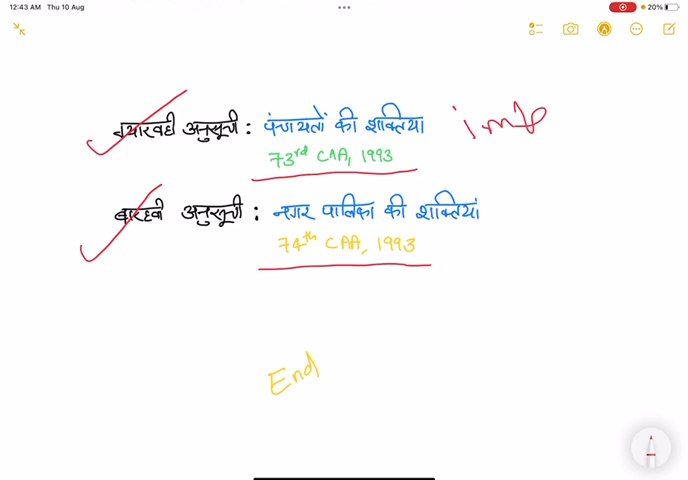 12:43 AM Thu 10 Aug
20%
ग्यारवही अनुसूची : पंचायतों की शक्तियां imp
73rd CAA, 1993
बारहवी अनुसूची : नगर पालिका की शक्तियां
74th CAA, 1993
End